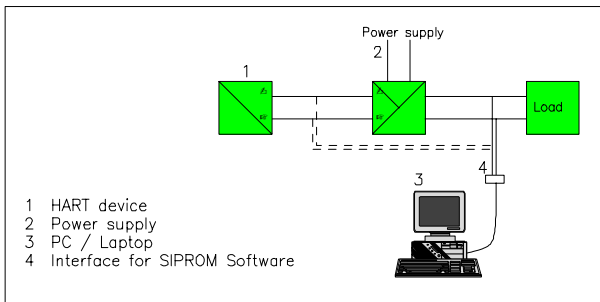 Power supply
2
1
Load
4
3
1 HART device
2 Power supply
3 PC / Laptop
4 Interface for SIPROM Software